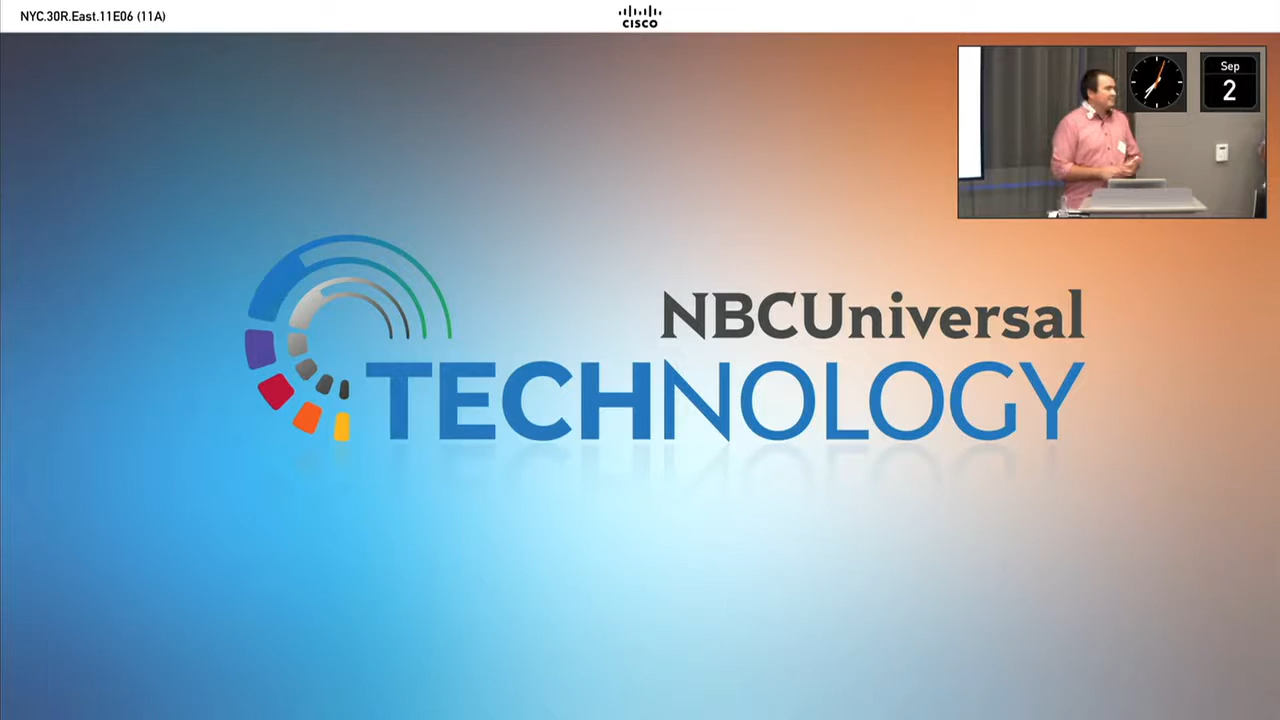 NYC.30R.East.11E06 (11A)
CISCO
Sep
2
NBCUniversal
TECHNOLOGY